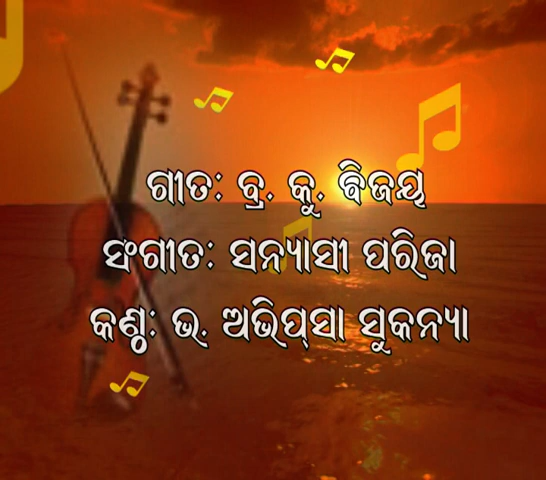 ଗୀତ: ବ୍ର. କୁ. ବିଜୟ
ସଂଗୀତ: ସନ୍ୟାସୀ ପରିଜା
କଣ୍ଠ: ଭ. ଅଭିପ୍‌ସା ସୁକନ୍ୟା